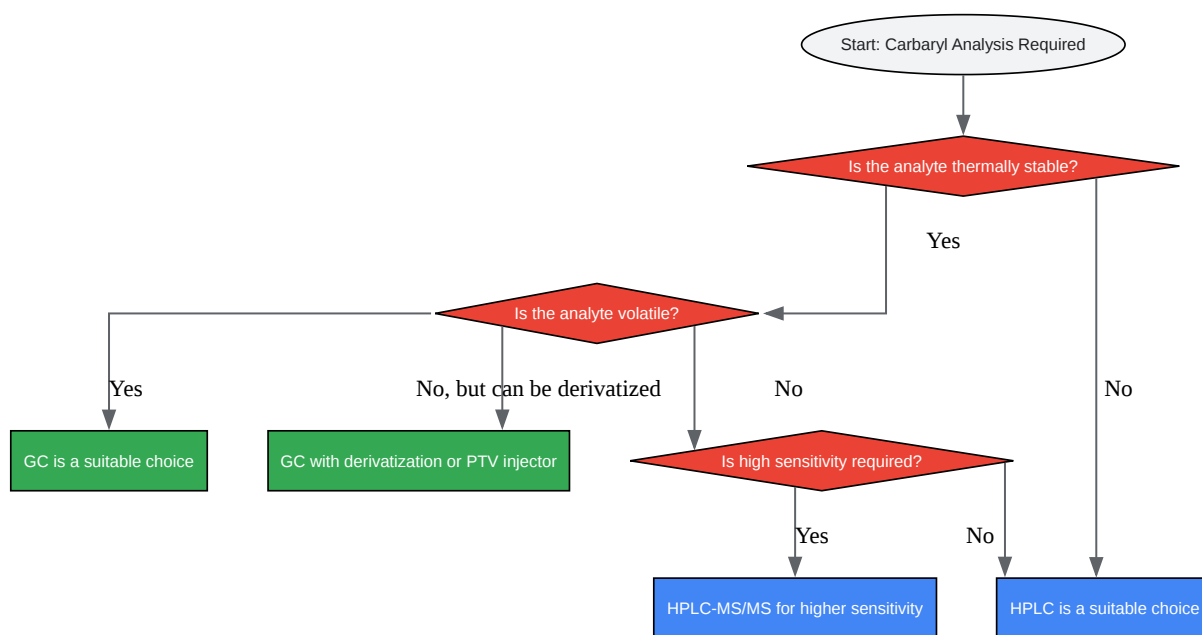 Start: Carbaryl Analysis Required
Is the analyte thermally stable?
Yes
Is the analyte volatile?
Yes
No, but can be derivatized
No
No
GC is a suitable choice
GC with derivatization or PTV injector
Is high sensitivity required?
Yes
No
HPLC-MS/MS for higher sensitivity
HPLC is a suitable choice